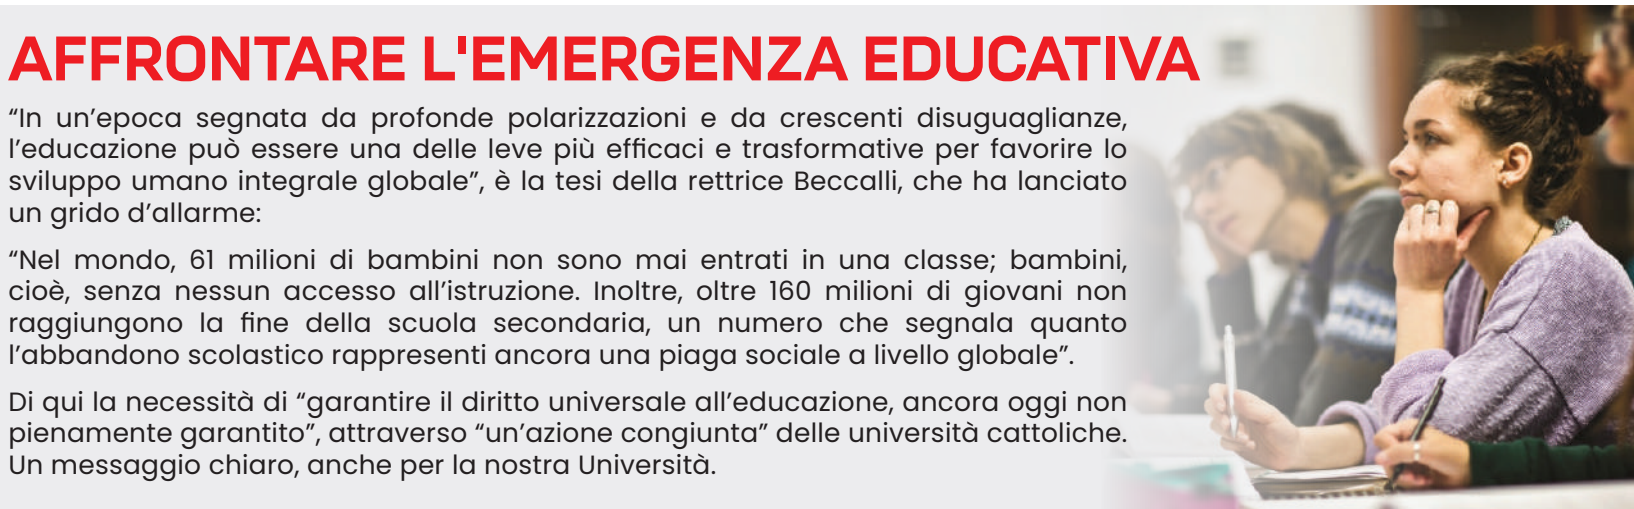 AFFRONTARE L'EMERGENZA EDUCATIVA
“In un’epoca segnata da profonde polarizzazioni e da crescenti disuguaglianze,
l’educazione può essere una delle leve più efficaci e trasformative per favorire lo
sviluppo umano integrale globale”, è la tesi della rettrice Beccalli, che ha lanciato
un grido d’allarme:
“Nel mondo, 61 milioni di bambini non sono mai entrati in una classe; bambini,
cioè, senza nessun accesso all’istruzione. Inoltre, oltre 160 milioni di giovani non
raggiungono la fine della scuola secondaria, un numero che segnala quanto
l’abbandono scolastico rappresenti ancora una piaga sociale a livello globale”.
Di qui la necessità di “garantire il diritto universale all’educazione, ancora oggi non
pienamente garantito”, attraverso “un’azione congiunta” delle università cattoliche.
Un messaggio chiaro, anche per la nostra Università.